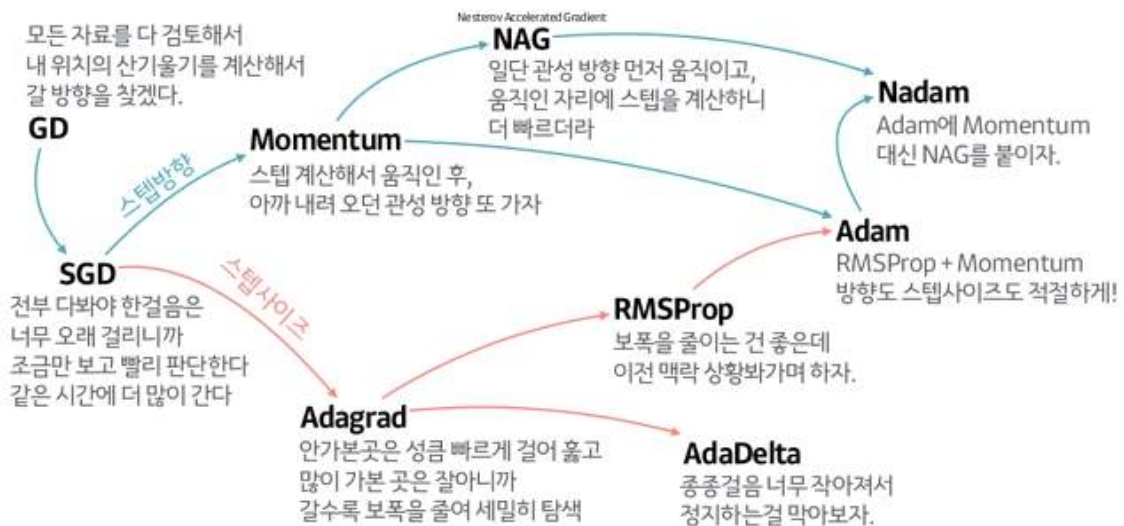 모든 자료를 다 검토해서
내 위치의 산기울기를 계산해서
갈 방향을 찾겠다.
GD
스텝방향
SGD
전부 다봐야 한걸음은
너무 오래 걸리니까
조금만 보고 빨리 판단한다
같은 시간에 더 많이 간다
Momentum
스텝 계산해서 움직인 후,
아까 내려 오던 관성 방향 또 가자
Nesterov Accelerated Gradient
NAG
일단 관성 방향 먼저 움직이고,
움직인 자리에 스텝을 계산하니
더 빠르더라
Nadam
Adam에 Momentum
대신 NAG를 붙이자.
Adam
RMSProp + Momentum
방향도 스텝사이즈도 적절하게!
스텝사이즈
RMSProp
보폭을 줄이는 건 좋은데
이전 맥락 상황봐가며 하자.
Adagrad
안가본곳은 성큼 빠르게 걸어 훓고
많이 가본 곳은 잘아니까
갈수록 보폭을 줄여 세밀히 탐색
AdaDelta
종종걸음 너무 작아져서
정지하는걸 막아보자.